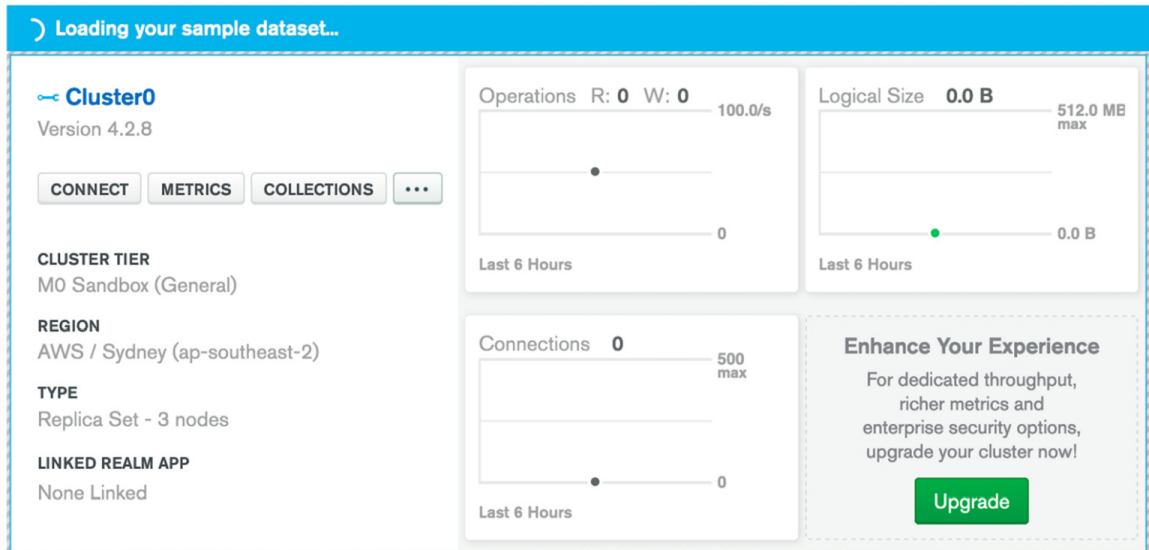 Loading your sample dataset...
Cluster0
Version 4.2.8
CONNECT METRICS COLLECTIONS ...
CLUSTER TIER
M0 Sandbox (General)
REGION
AWS / Sydney (ap-southeast-2)
TYPE
Replica Set - 3 nodes
LINKED REALM APP
None Linked
Operations R: 0 W: 0
100.0/s
0
Last 6 Hours
Logical Size 0.0 B
512.0 MB
max
0.0 B
Last 6 Hours
Connections 0
500
max
0
Last 6 Hours
Enhance Your Experience
For dedicated throughput,
richer metrics and
enterprise security options,
upgrade your cluster now!
Upgrade